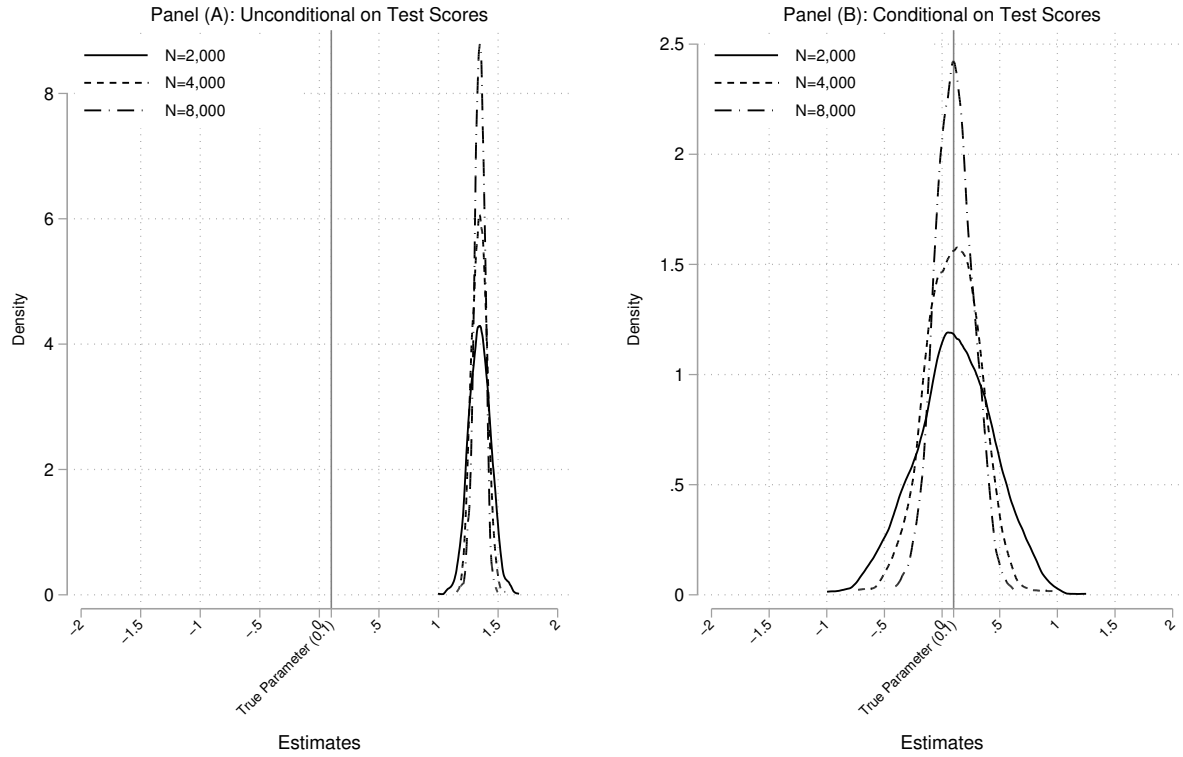 Panel (A): Unconditional on Test Scores
N=2,000
N=4,000
N=8,000
Density
8
6
4
2
0
−2
−1.5
−1
−.5
0
True Parameter (0.1)
.5
1
1.5
2
Estimates
Panel (B): Conditional on Test Scores
N=2,000
N=4,000
N=8,000
Density
2.5
2
1.5
1
.5
0
−2
−1.5
−1
−.5
0
True Parameter (0.1)
.5
1
1.5
2
Estimates